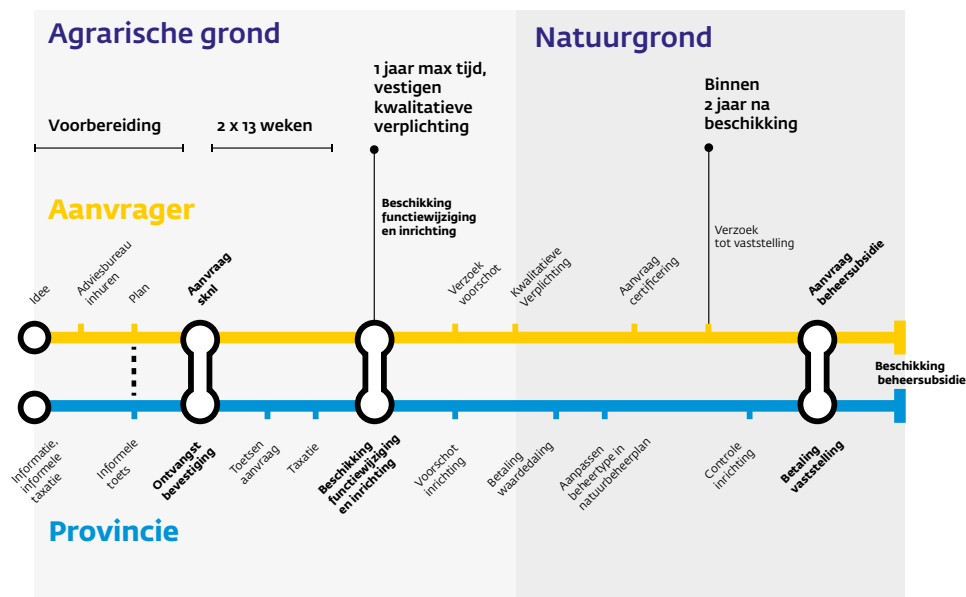 Agrarische grond
Natuurgrond
1 jaar max tijd,
vestigen
kwalitatieve
verplichting
Binnen
2 jaar na
beschikking
Voorbereiding
2 x 13 weken
Aanvrager
Beschikking
functiewijziging
en inrichting
Verzoek
tot vaststelling
Idee
Adviesbureau
inhuren
Plan
Aanvraag
sknl
Verzoek
voorschot
Kwalitatieve
Verplichting
Aanvraag
certificering
Aanvraag
beheersubsidie
Beschikking
beheersubsidie
Informatie,
informele
taxatie
Informele
toets
Ontvangst
bevestiging
Toetsen
aanvraag
Taxatie
Beschikking
functiewijziging
en inrichting
Voorschot
inrichting
Betaling
waardedaling
Aanpassen
beheertype in
natuurbeheerplan
Controle
inrichting
Betaling
vaststelling
Provincie